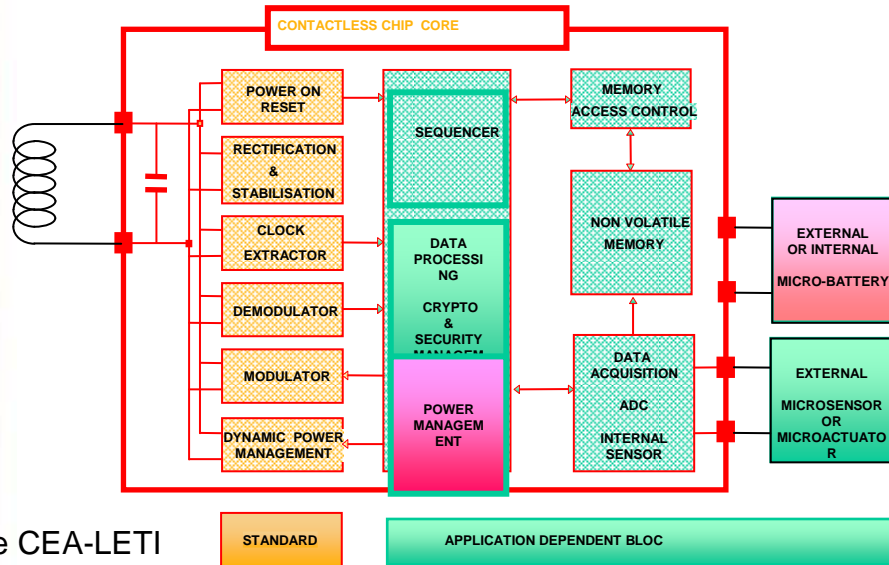 CONTACTLESS CHIP CORE
POWER ON
RESET
RECTIFICATION
&
STABILISATION
CLOCK
EXTRACTOR
DEMODULATOR
MODULATOR
DYNAMIC POWER
MANAGEMENT
SEQUENCER
DATA
PROCESSI
NG
CRYPTO
&
SECURITY
MANAGEM
POWER
MANAGEM
ENT
MEMORY
ACCESS CONTROL
NON VOLATILE
MEMORY
DATA
ACQUISITION
ADC
INTERNAL
SENSOR
EXTERNAL
OR INTERNAL
MICRO-BATTERY
EXTERNAL
MICROSENSOR
OR
MICROACTUATO
R
e CEA-LETI
STANDARD
APPLICATION DEPENDENT BLOC